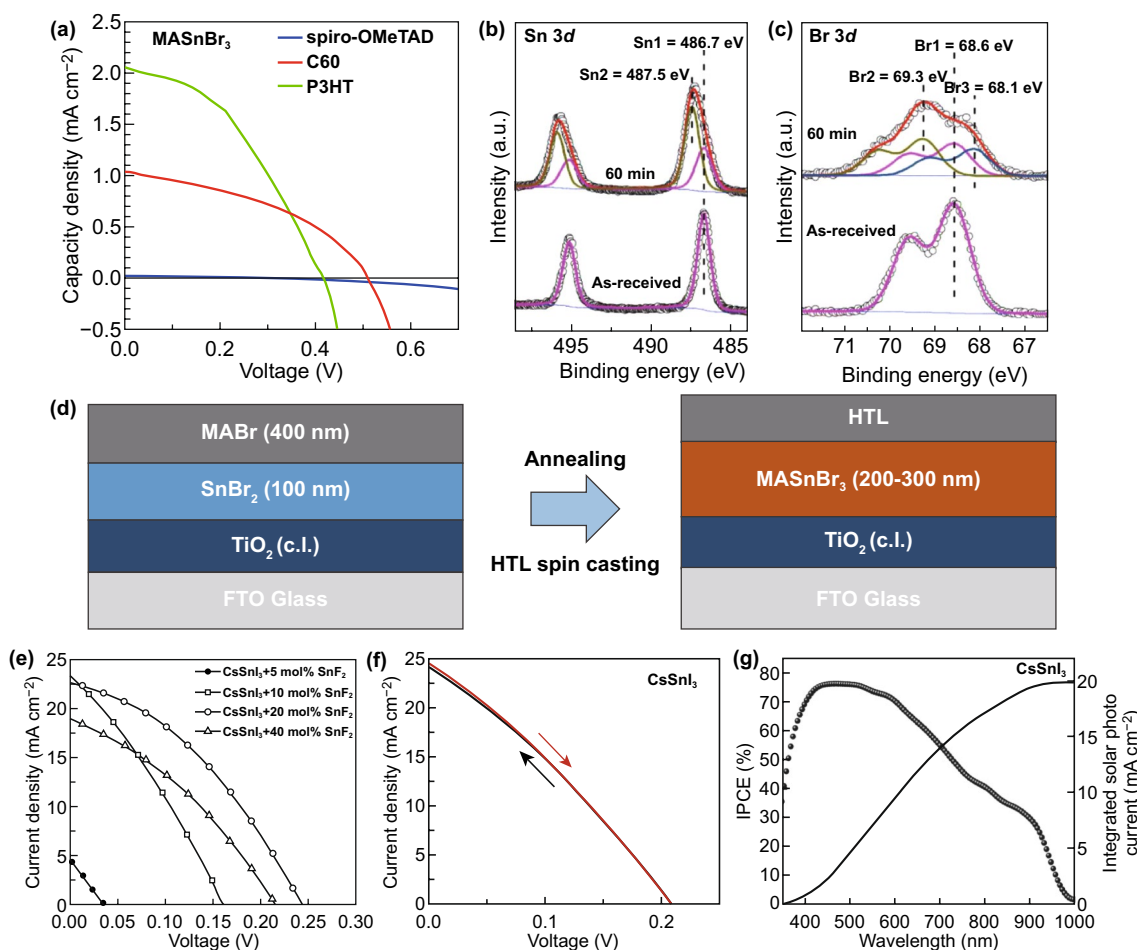 (a)
MASnBr₃
spiro-OMeTAD
C60
P3HT
Capacity density (mA cm⁻²)
2.0
1.5
1.0
0.5
0.0
−0.5
0.0 0.2 0.4 0.6
Voltage (V)
(b)
Sn 3d
Sn1 = 486.7 eV
Sn2 = 487.5 eV
60 min
As-received
Intensity (a.u.)
495 490 487 485
Binding energy (eV)
(c)
Br 3d
Br1 = 68.6 eV
Br2 = 69.3 eV
Br3 = 68.1 eV
60 min
As-received
Intensity (a.u.)
71 70 69 68 67
Binding energy (eV)
(d)
MABr (400 nm)
SnBr₂ (100 nm)
TiO₂ (c.l.)
FTO Glass
Annealing
HTL spin casting
HTL
MASnBr₃ (200-300 nm)
TiO₂ (c.l.)
FTO Glass
(e)
CsSnI₃+5 mol% SnF₂
CsSnI₃+10 mol% SnF₂
CsSnI₃+20 mol% SnF₂
CsSnI₃+40 mol% SnF₂
Current density (mA cm⁻²)
25
20
15
10
5
0
0.00 0.05 0.10 0.15 0.20 0.25 0.30
Voltage (V)
(f)
CsSnI₃
Current density (mA cm⁻²)
25
20
15
10
5
0
0.0 0.1 0.2
Voltage (V)
(g)
CsSnI₃
IPCE (%)
80
70
60
50
40
30
20
10
0
400 500 600 700 800 900 1000
Wavelength (nm)
20
15
10
5
0
Integrated solar photo
current (mA cm⁻²)